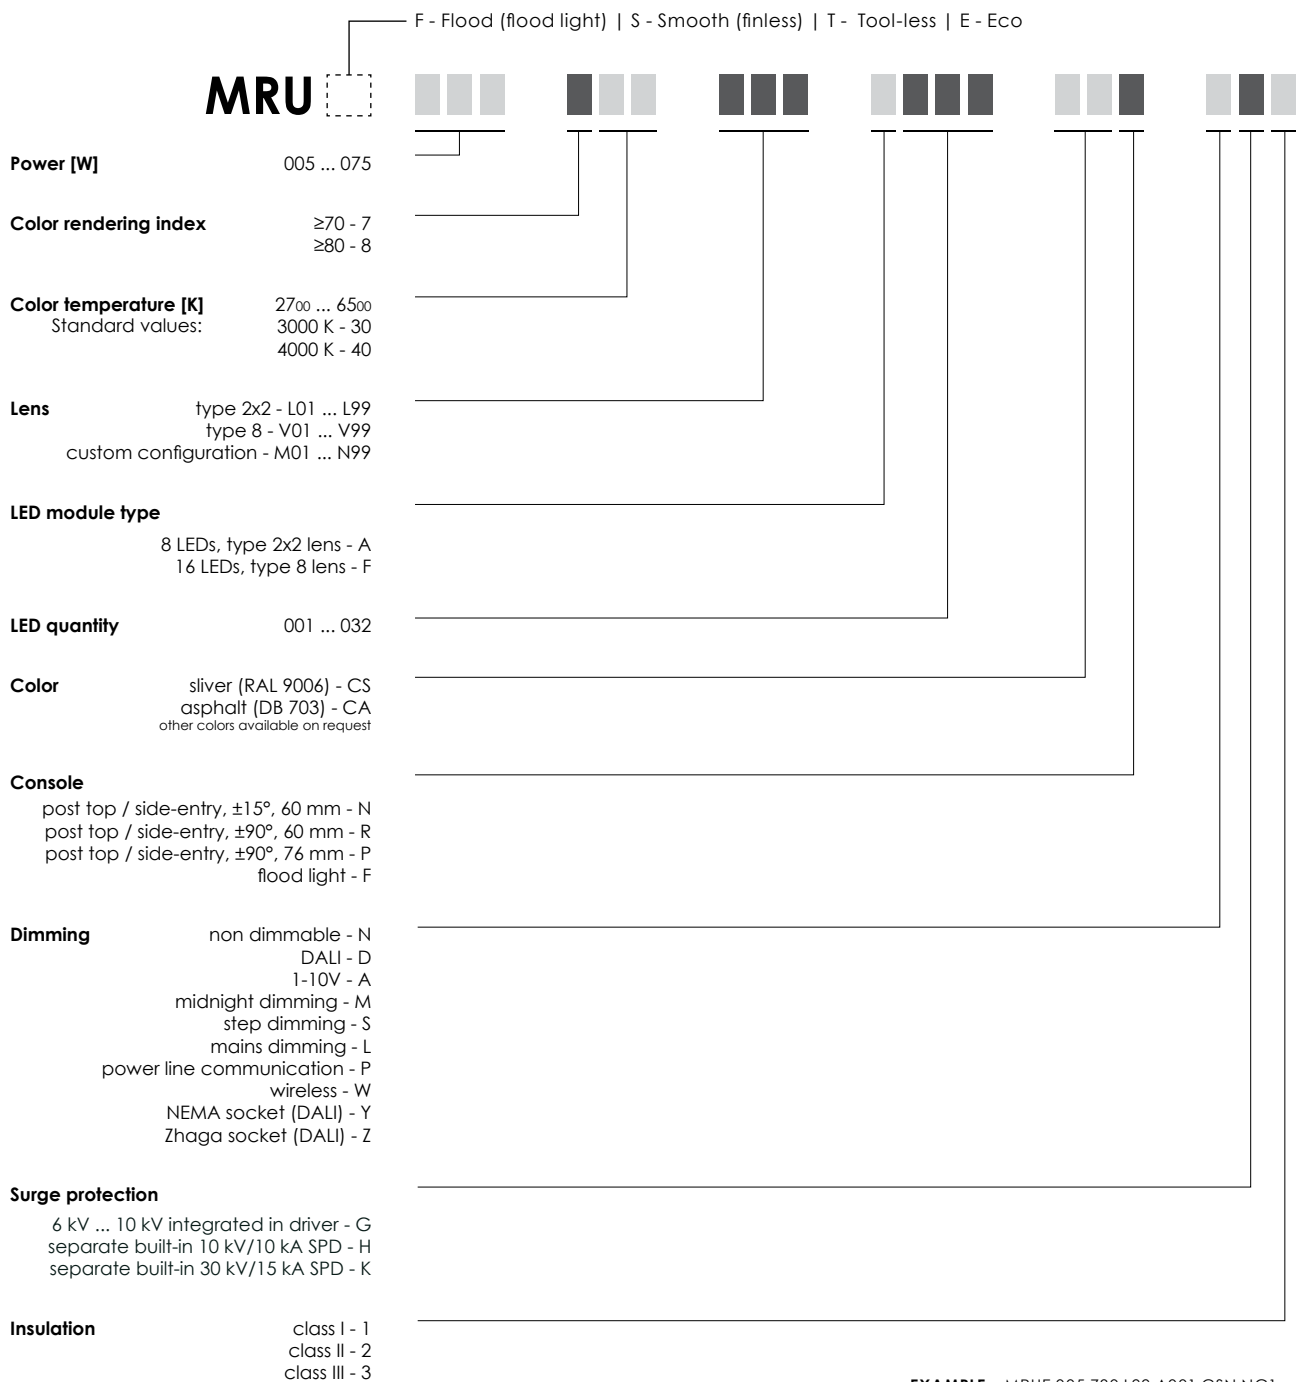 F - Flood (flood light) | S - Smooth (finless) | T - Tool-less | E - Eco
MRU
Power [W] 005 ... 075
Color rendering index ≥70 - 7
≥80 - 8
Color temperature [K] 2700 ... 6500
Standard values: 3000 K - 30
4000 K - 40
Lens type 2x2 - L01 ... L99
type 8 - V01 ... V99
custom configuration - M01 ... N99
LED module type
8 LEDs, type 2x2 lens - A
16 LEDs, type 8 lens - F
LED quantity 001 ... 032
Color sliver (RAL 9006) - CS
asphalt (DB 703) - CA
other colors available on request
Console
post top / side-entry, ±15°, 60 mm - N
post top / side-entry, ±90°, 60 mm - R
post top / side-entry, ±90°, 76 mm - P
flood light - F
Dimming non dimmable - N
DALI - D
1-10V - A
midnight dimming - M
step dimming - S
mains dimming - L
power line communication - P
wireless - W
NEMA socket (DALI) - Y
Zhaga socket (DALI) - Z
Surge protection
6 kV ... 10 kV integrated in driver - G
separate built-in 10 kV/10 kA SPD - H
separate built-in 30 kV/15 kA SPD - K
Insulation class I - 1
class II - 2
class III - 3